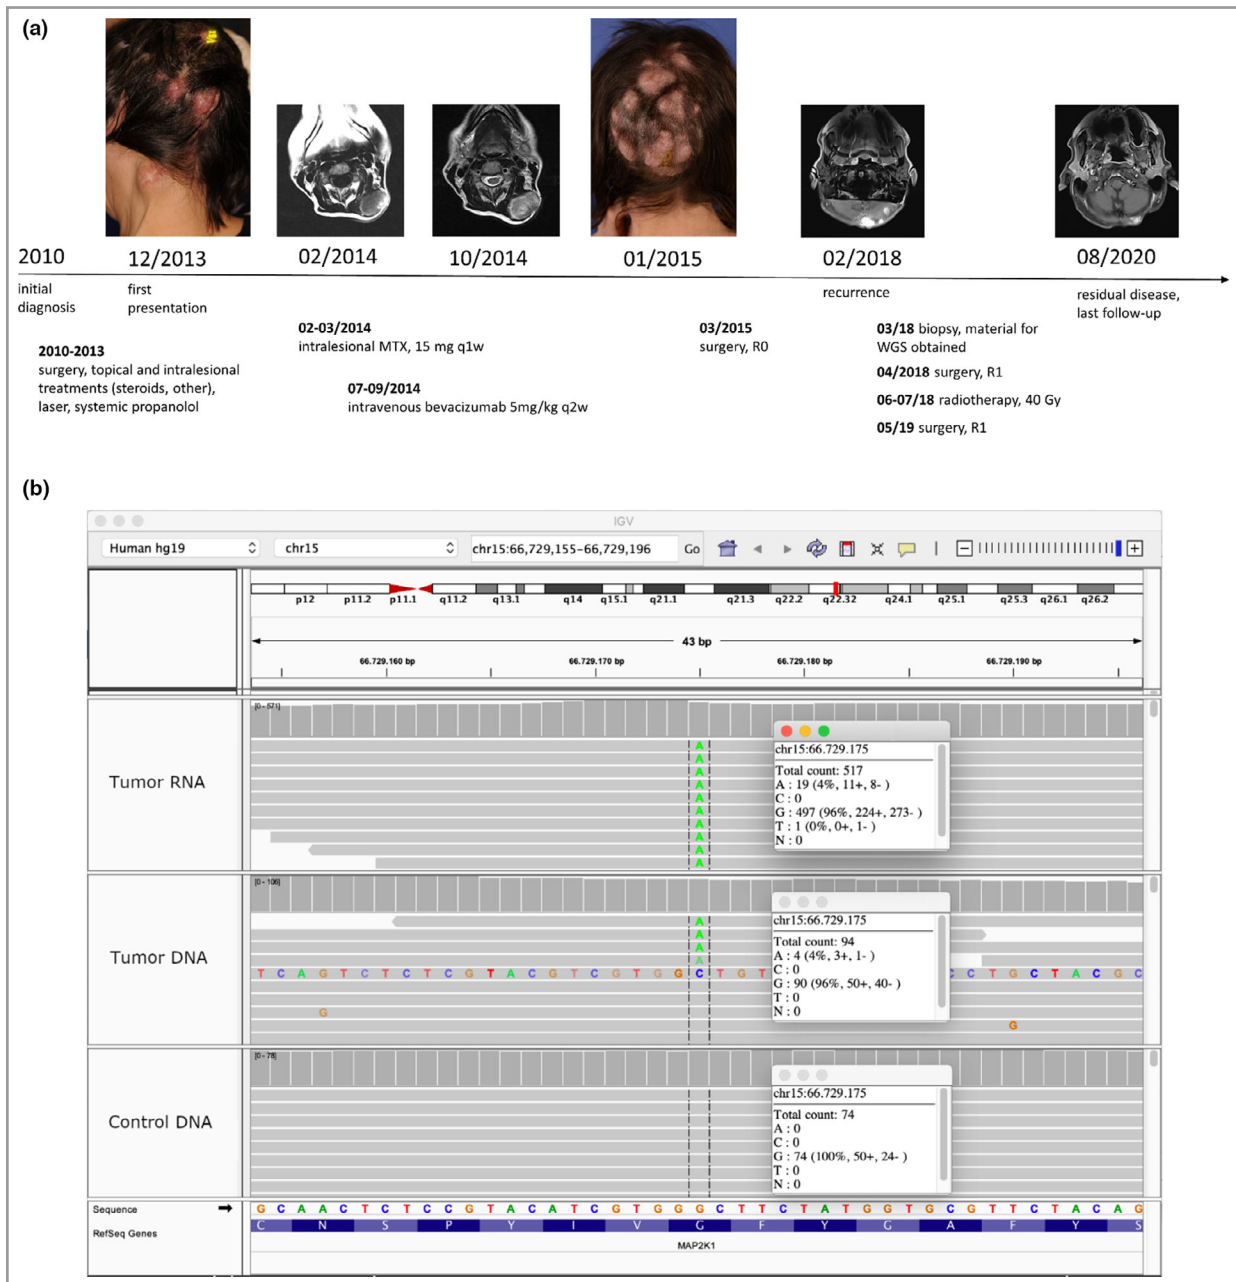 (a)
2010
12/2013
02/2014
10/2014
01/2015
02/2018
08/2020
initial
diagnosis
first
presentation
recurrence
residual disease,
last follow-up
2010-2013
surgery, topical and intralesional
treatments (steroids, other),
laser, systemic propanolol
02-03/2014
intralesional MTX, 15 mg q1w
07-09/2014
intravenous bevacizumab 5mg/kg q2w
03/2015
surgery, R0
03/18 biopsy, material for
WGS obtained
04/2018 surgery, R1
06-07/18 radiotherapy, 40 Gy
05/19 surgery, R1
(b)
IGV
Human hg19
chr15
chr15:66,729,155-66,729,196
Go
p12 p11.2 p11.1 q11.2 q13.1 q14 q15.1 q21.1 q21.3 q22.2 q22.32 q24.1 q25.1 q25.3 q26.1 q26.2
43 bp
66.729.160 bp 66.729.170 bp 66.729.180 bp 66.729.190 bp
Tumor RNA
[0 - 571]
A
A
A
A
A
A
A
A
A
A
chr15:66.729.175
Total count: 517
A : 19 (4%, 11+, 8- )
C : 0
G : 497 (96%, 224+, 273- )
T : 1 (0%, 0+, 1- )
N : 0
Tumor DNA
[0 - 106]
A
A
A
A
T C A G T C T C T C G T A C G T C G T G G C T G T C C T G C T A C G C
G
G
chr15:66.729.175
Total count: 94
A : 4 (4%, 3+, 1- )
C : 0
G : 90 (96%, 50+, 40- )
T : 0
N : 0
Control DNA
[0 - 78]
chr15:66.729.175
Total count: 74
A : 0
C : 0
G : 74 (100%, 50+, 24- )
T : 0
N : 0
Sequence
G C A A C T C T C C G T A C A T C G T G G G C T T C T A T G G T G C G T T C T A C A G
RefSeq Genes
C N S P Y I V G F Y G A F Y S
MAP2K1